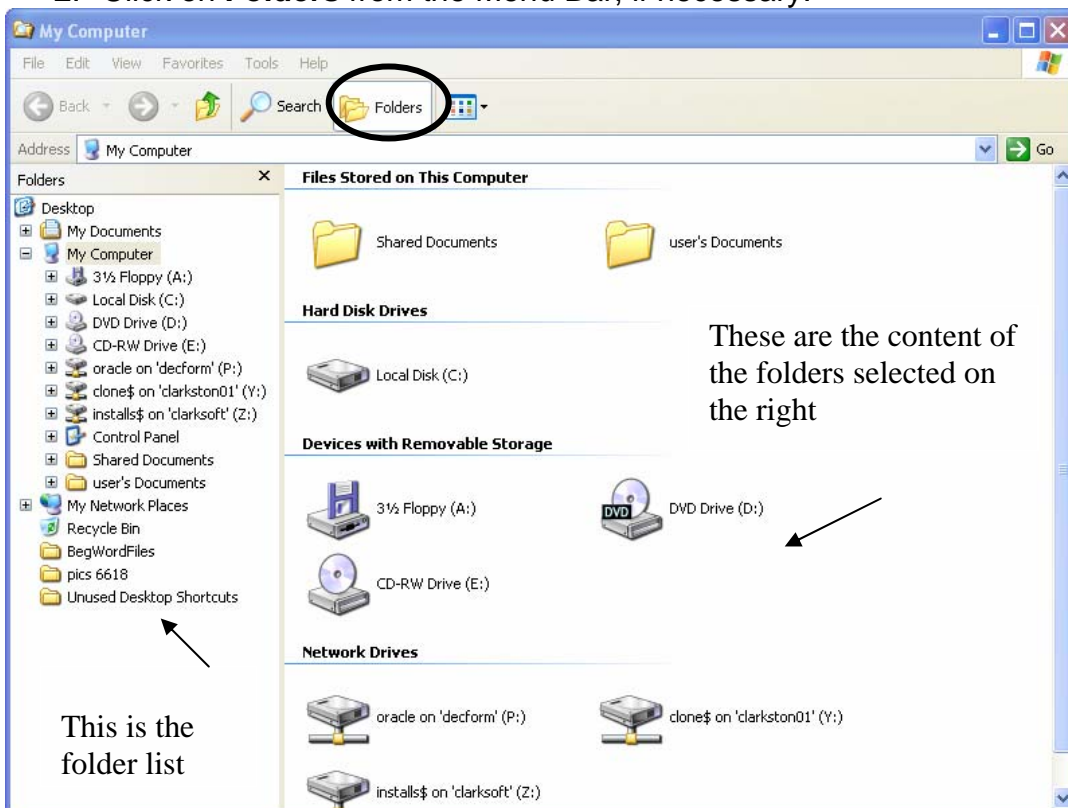 2. Click on Folders from the Menu Bar, if necessary.
My Computer
File Edit View Favorites Tools Help
Back Search Folders
Address My Computer Go
Folders
Desktop
My Documents
My Computer
3½ Floppy (A:)
Local Disk (C:)
DVD Drive (D:)
CD-RW Drive (E:)
oracle on 'decform' (P:)
clone$ on 'clarkston01' (Y:)
installs$ on 'clarksoft' (Z:)
Control Panel
Shared Documents
user's Documents
My Network Places
Recycle Bin
BegWordFiles
pics 6618
Unused Desktop Shortcuts
This is the
folder list
Files Stored on This Computer
Shared Documents user's Documents
Hard Disk Drives
Local Disk (C:)
These are the content of
the folders selected on
the right
Devices with Removable Storage
3½ Floppy (A:) DVD DVD Drive (D:)
CD-RW Drive (E:)
Network Drives
oracle on 'decform' (P:) clone$ on 'clarkston01' (Y:)
installs$ on 'clarksoft' (Z:)